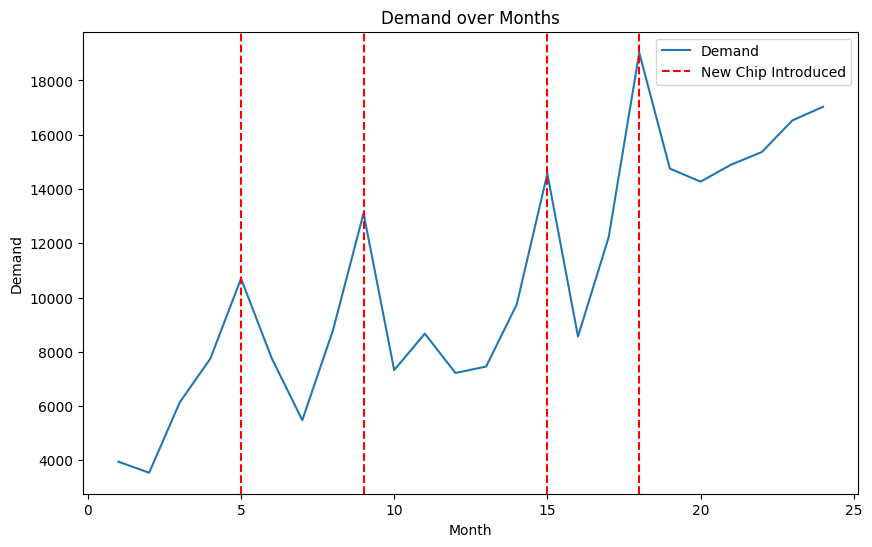 Demand over Months
Demand
New Chip Introduced
18000
16000
14000
12000
10000
8000
6000
4000
Demand
0 5 10 15 20 25
Month